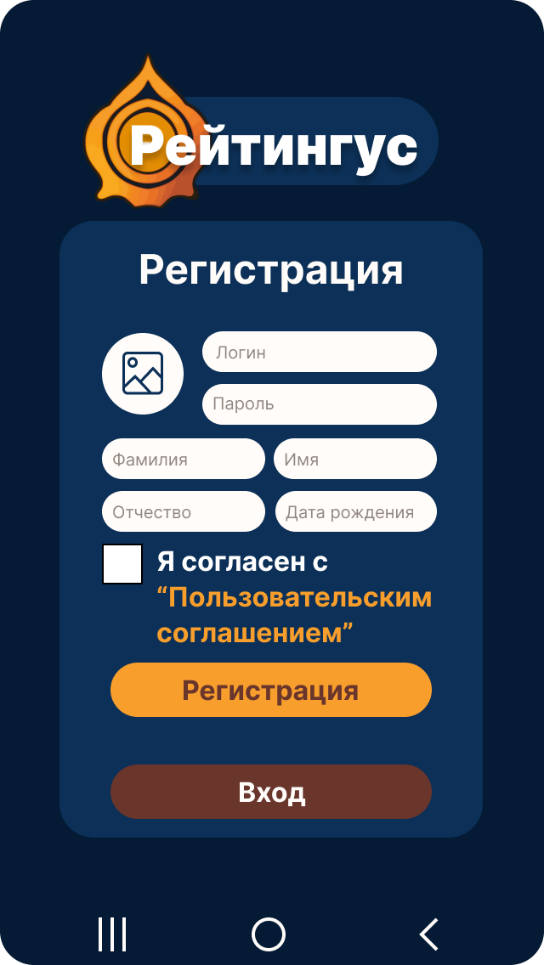 Рейтингус
Регистрация
Логин
Пароль
Фамилия
Имя
Отчество
Дата рождения
Я согласен с
“Пользовательским
соглашением”
Регистрация
Вход